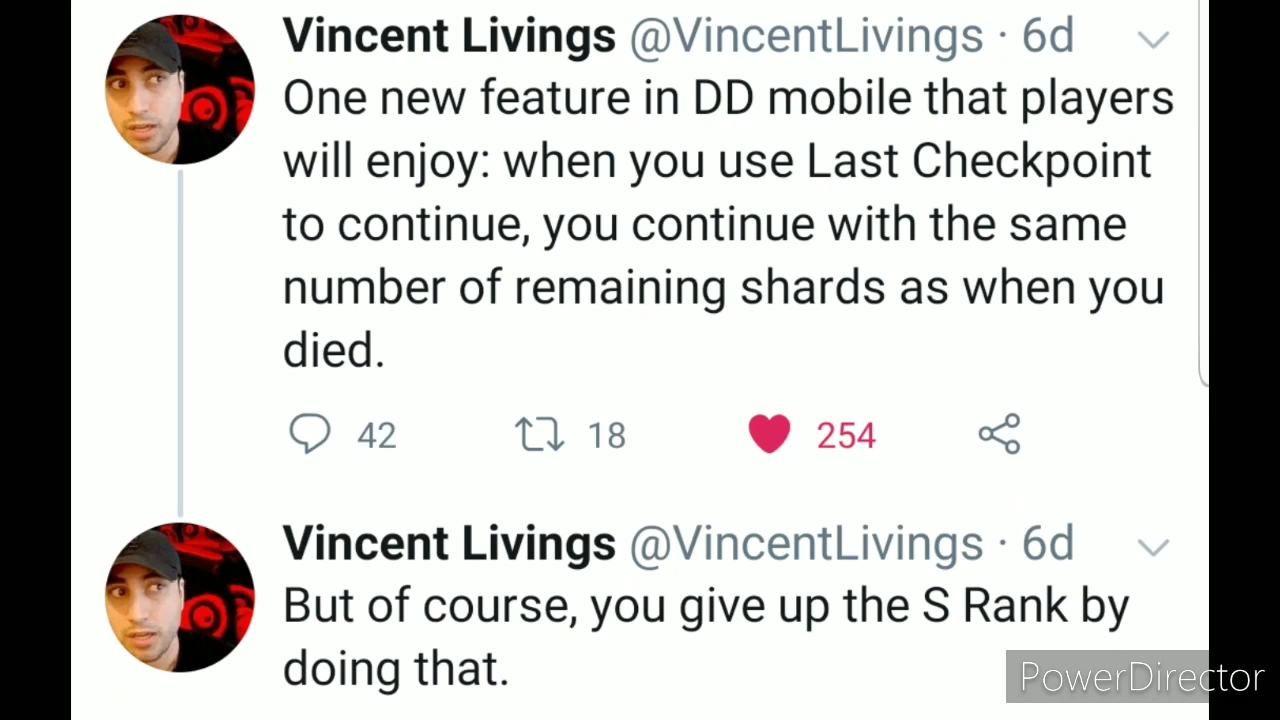 Vincent Livings @VincentLivings · 6d
One new feature in DD mobile that players
will enjoy: when you use Last Checkpoint
to continue, you continue with the same
number of remaining shards as when you
died.
42 18 254
Vincent Livings @VincentLivings · 6d
But of course, you give up the S Rank by
doing that.
PowerDirector